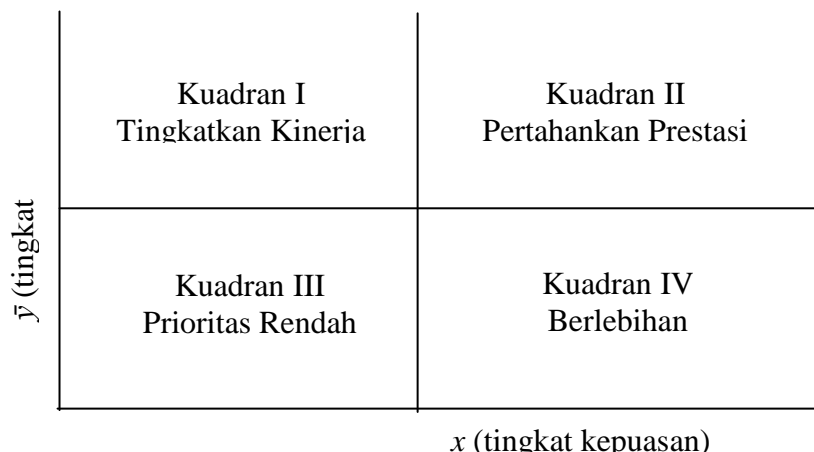 Kuadran I
Tingkatkan Kinerja
Kuadran II
Pertahankan Prestasi
Kuadran III
Prioritas Rendah
Kuadran IV
Berlebihan
ȳ (tingkat
x (tingkat kepuasan)